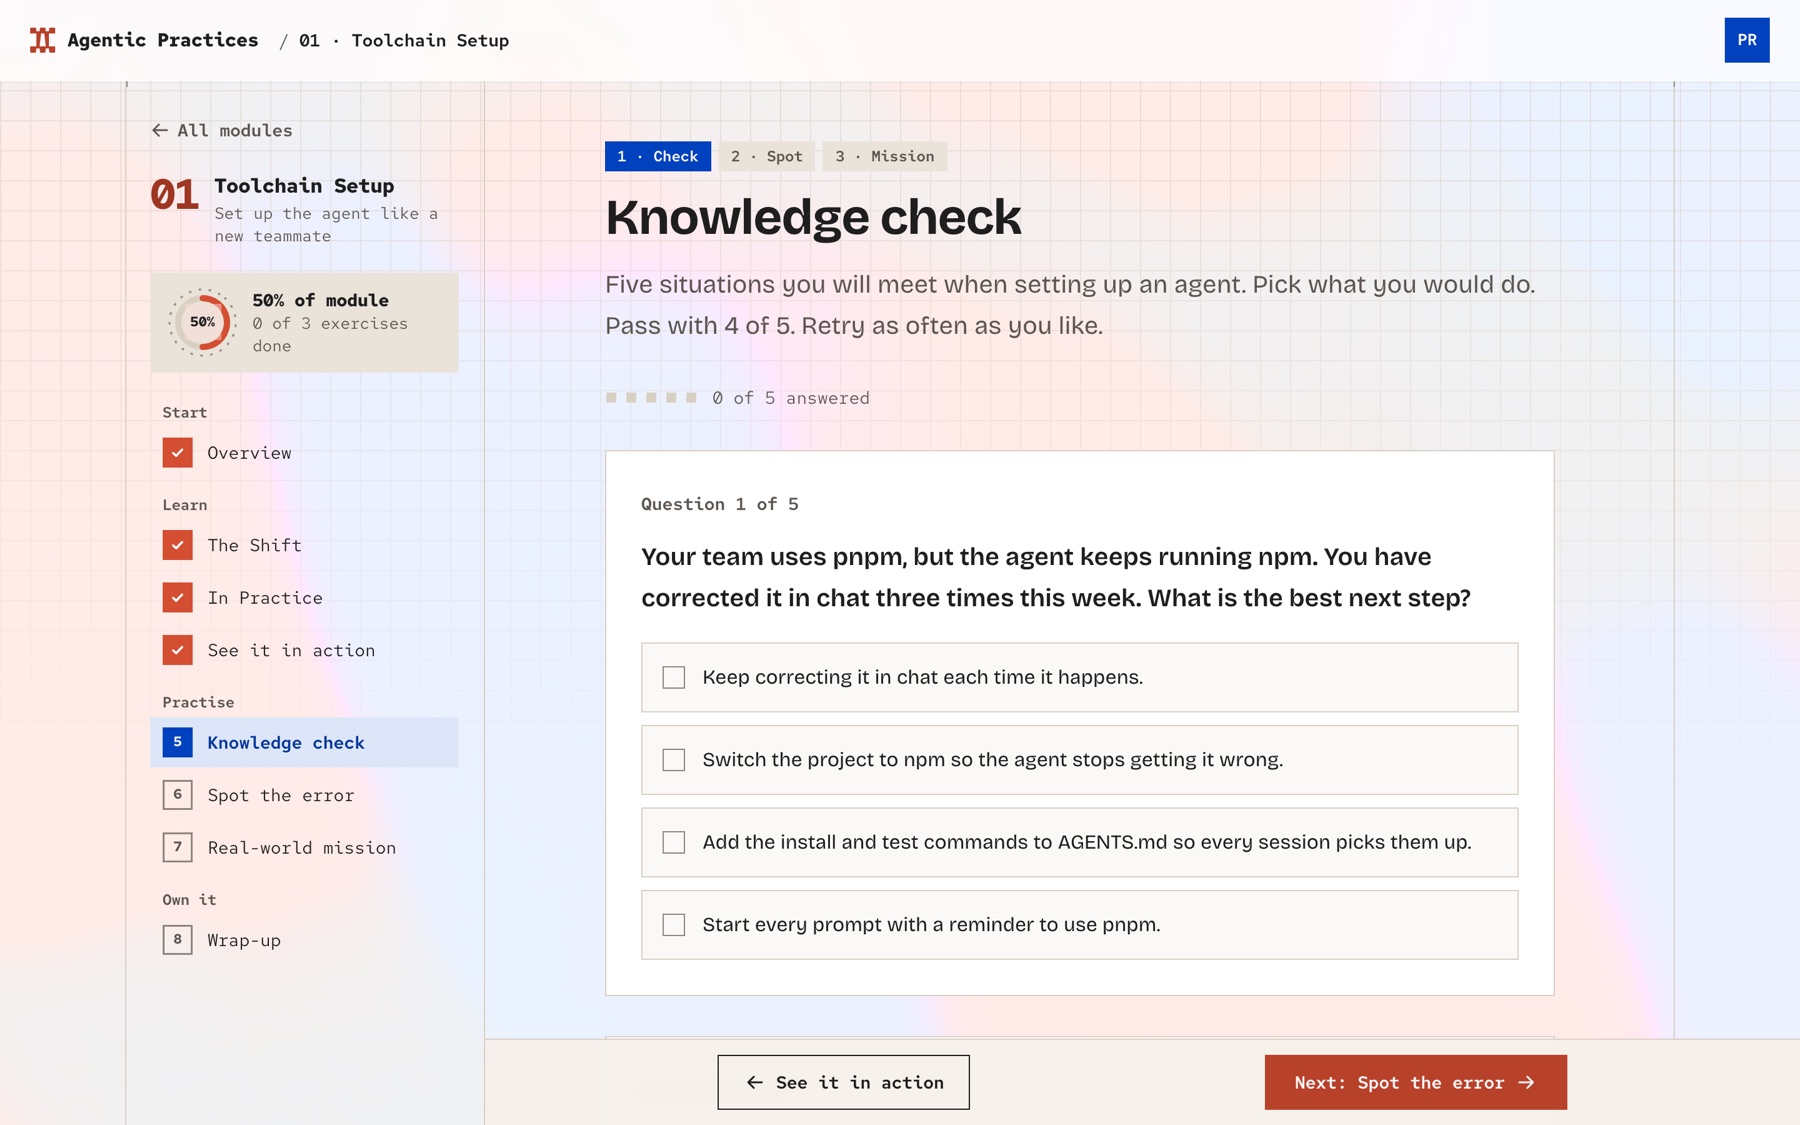 Agentic Practices / 01 · Toolchain Setup
PR
← All modules
01 Toolchain Setup
Set up the agent like a
new teammate
50%
50% of module
0 of 3 exercises
done
Start
Overview
Learn
The Shift
In Practice
See it in action
Practise
5 Knowledge check
6 Spot the error
7 Real-world mission
Own it
8 Wrap-up
1 · Check
2 · Spot
3 · Mission
Knowledge check
Five situations you will meet when setting up an agent. Pick what you would do.
Pass with 4 of 5. Retry as often as you like.
0 of 5 answered
Question 1 of 5
Your team uses pnpm, but the agent keeps running npm. You have
corrected it in chat three times this week. What is the best next step?
Keep correcting it in chat each time it happens.
Switch the project to npm so the agent stops getting it wrong.
Add the install and test commands to AGENTS.md so every session picks them up.
Start every prompt with a reminder to use pnpm.
← See it in action
Next: Spot the error →